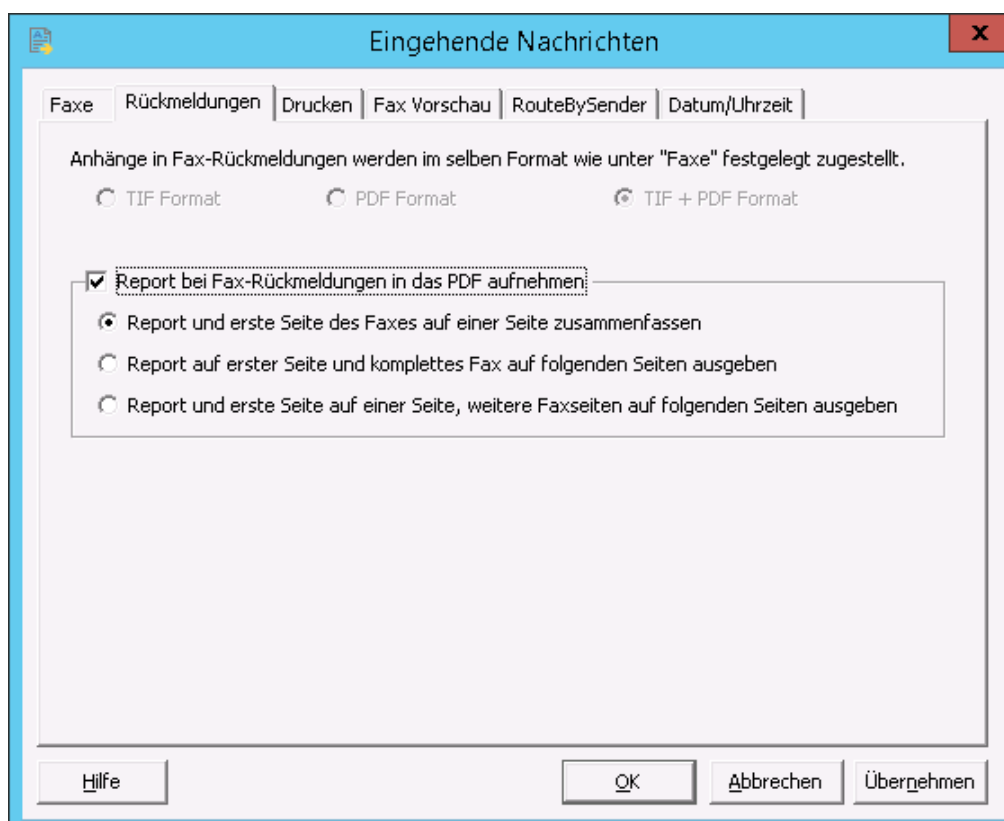 Eingehende Nachrichten
x
Faxe Rückmeldungen Drucken Fax Vorschau RouteBySender Datum/Uhrzeit
Anhänge in Fax-Rückmeldungen werden im selben Format wie unter "Faxe" festgelegt zugestellt.
TIF Format PDF Format TIF + PDF Format
Report bei Fax-Rückmeldungen in das PDF aufnehmen
Report und erste Seite des Faxes auf einer Seite zusammenfassen
Report auf erster Seite und komplettes Fax auf folgenden Seiten ausgeben
Report und erste Seite auf einer Seite, weitere Faxseiten auf folgenden Seiten ausgeben
Hilfe OK Abbrechen Übernehmen